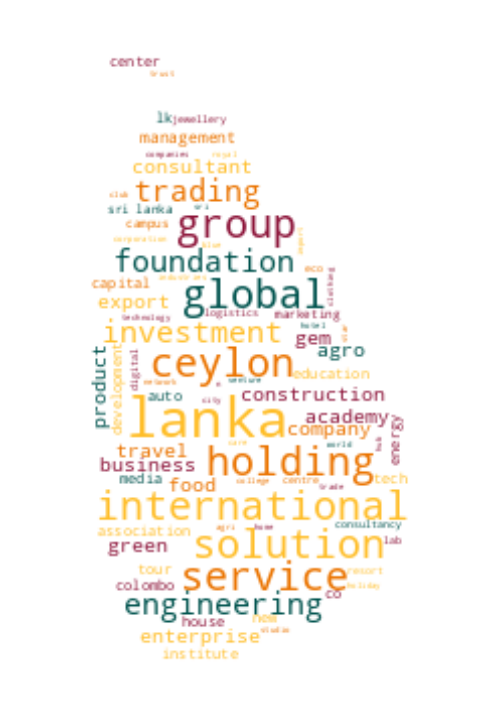 center
trust
lk jewellery
management
companies royal
consultant
club trading
sri lanka
group
campus
corporation blue export
foundation
eco
industries
capital global clothing
export logistics marketing
technology hotel
investment gem star
agro
product development digital ceylon education
network venture
auto city construction
lanka academy
company energy
care world hub
travel holding
business
media food college centre trade tech
international
association agri home consultancy
green solution lab
tour service resort
colombo co holiday
engineering
house new
studio
enterprise
institute